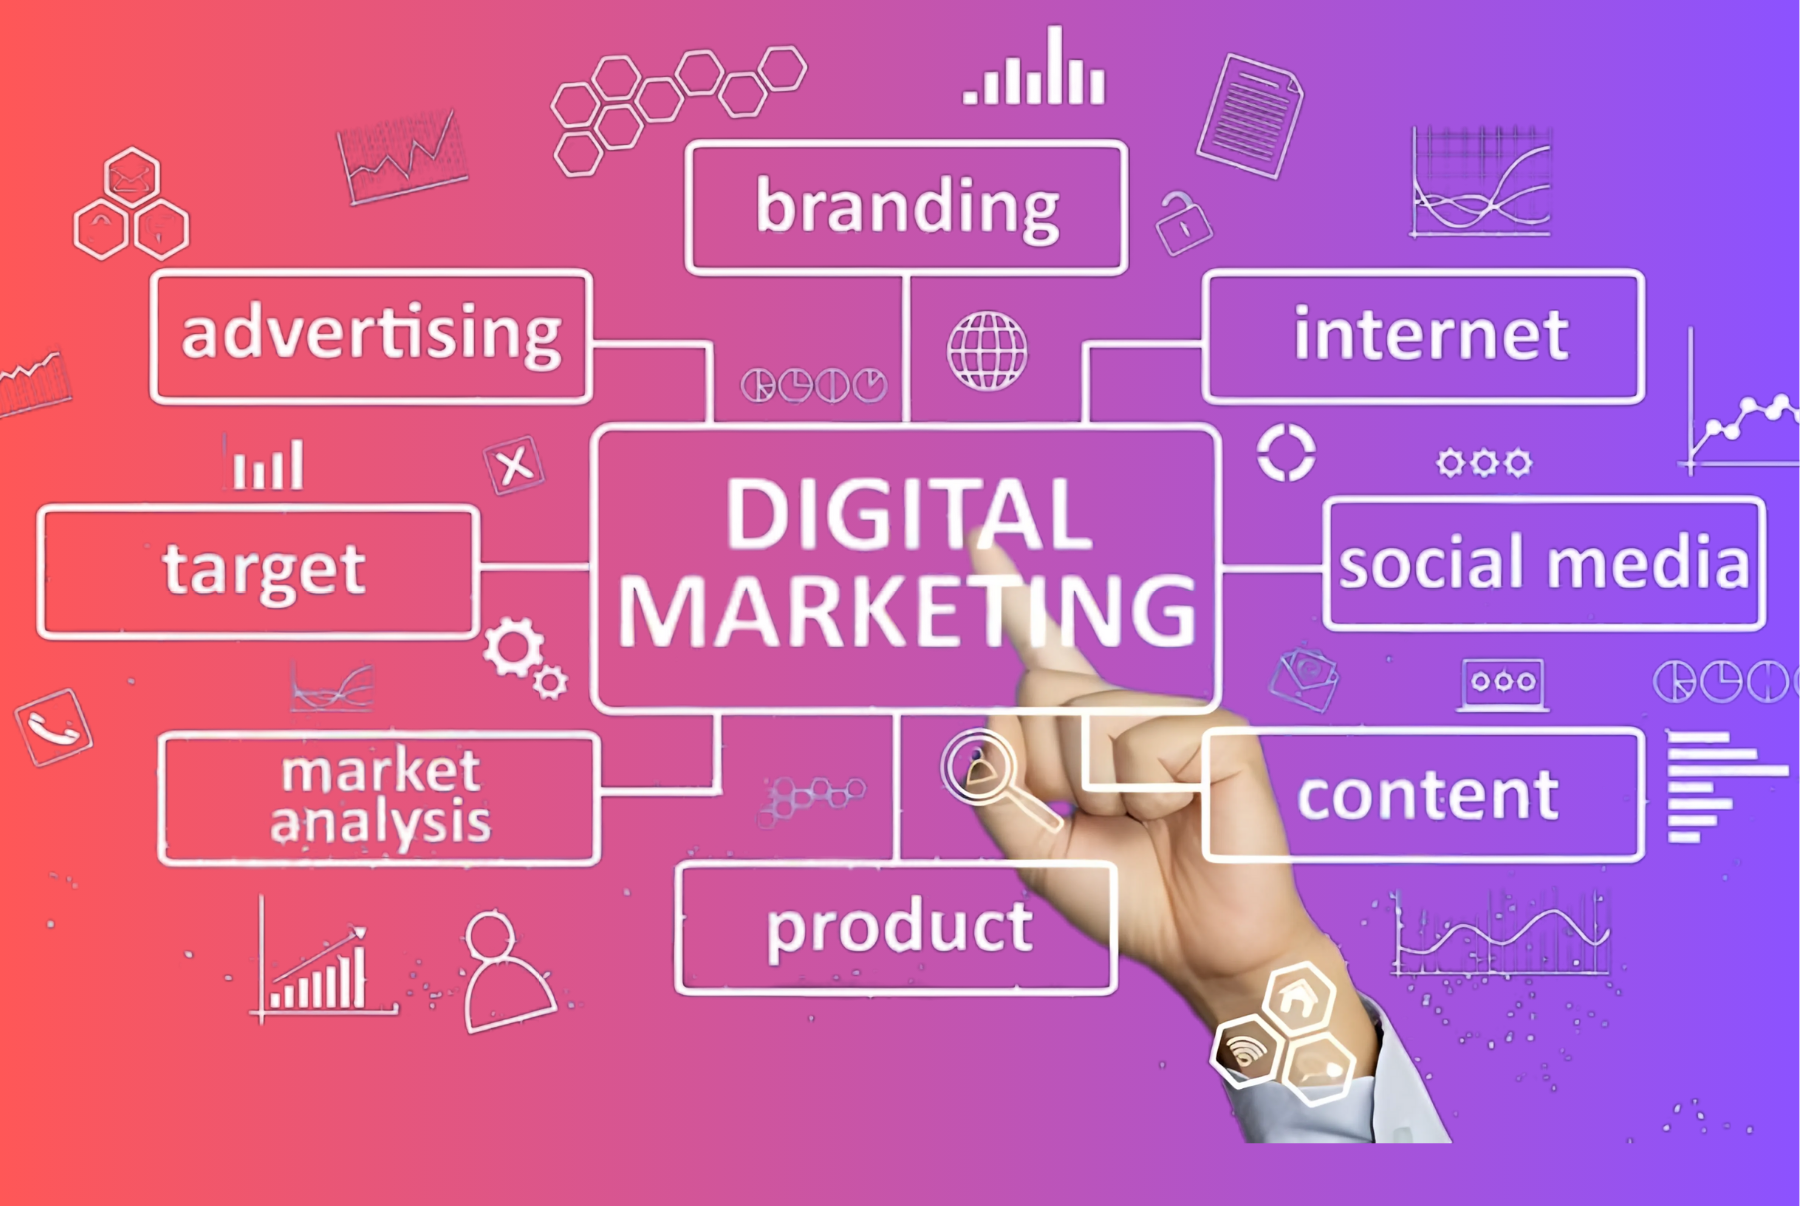 branding
advertising
internet
DIGITAL
MARKETING
target
social media
market
analysis
content
product